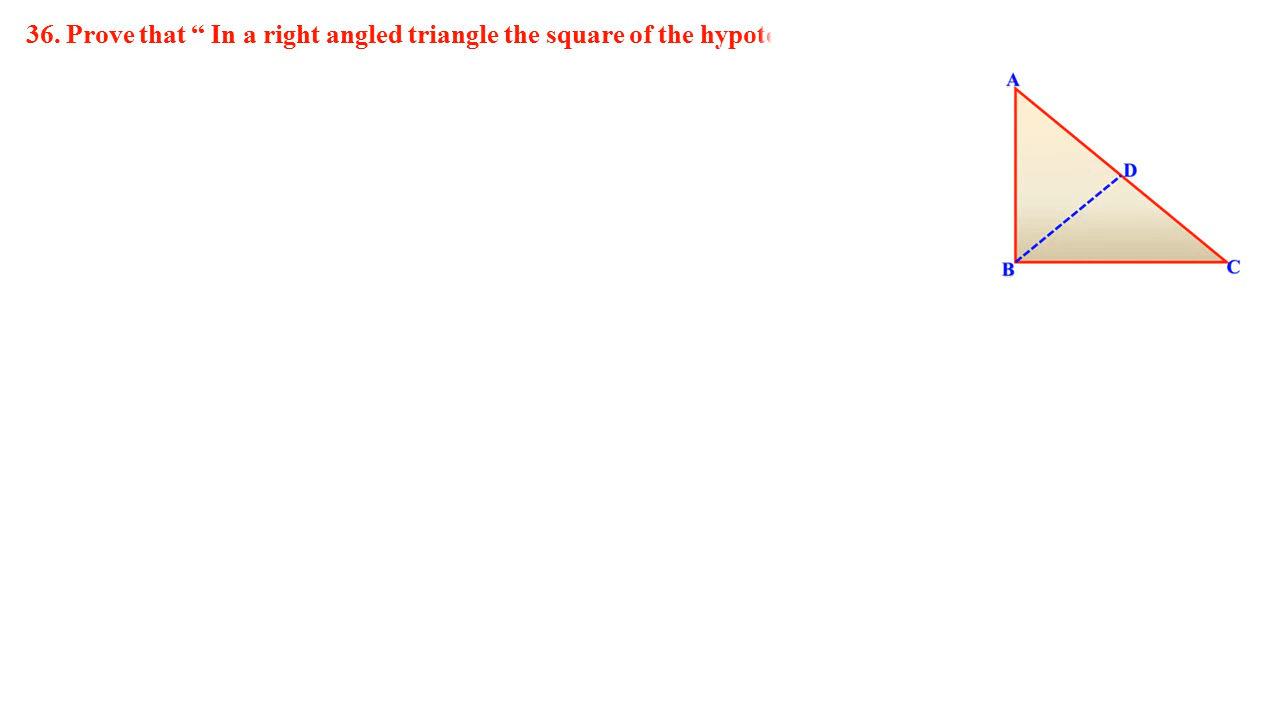 36. Prove that “ In a right angled triangle the square of the
A
D
B
C